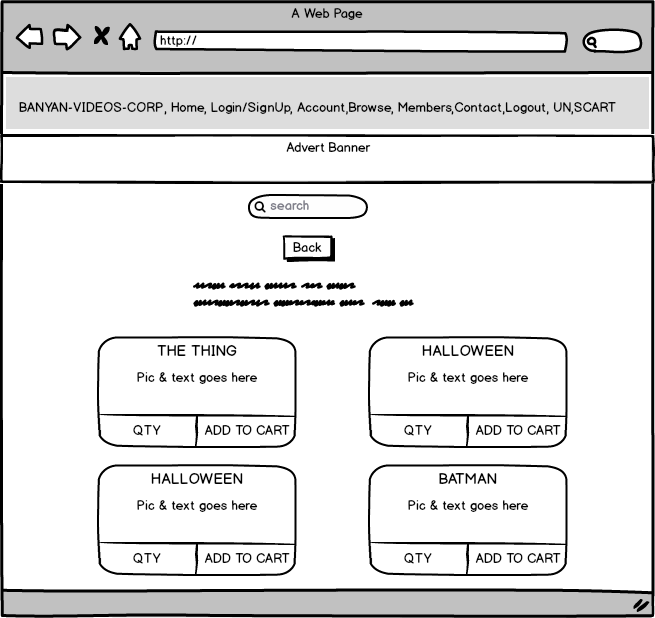 A Web Page
http://
BANYAN-VIDEOS-CORP, Home, Login/SignUp, Account,Browse, Members,Contact,Logout, UN,SCART
Advert Banner
search
Back
THE THING
Pic & text goes here
QTY
ADD TO CART
HALLOWEEN
Pic & text goes here
QTY
ADD TO CART
HALLOWEEN
Pic & text goes here
QTY
ADD TO CART
BATMAN
Pic & text goes here
QTY
ADD TO CART